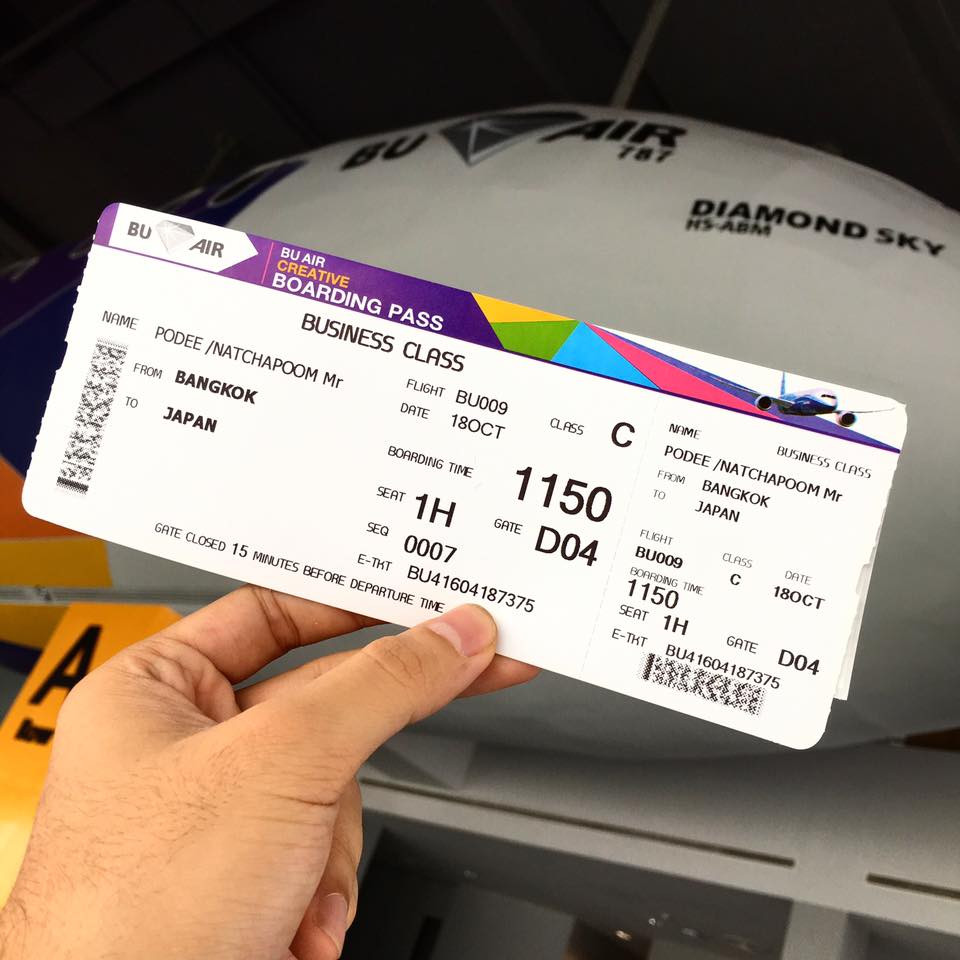 BU AIR
787
DIAMOND SKY
HS-ABM
BU AIR
BU AIR
CREATIVE
BOARDING PASS
BUSINESS CLASS
NAME PODEE /NATCHAPOOM Mr
FROM BANGKOK
TO JAPAN
FLIGHT BU009
DATE 18OCT CLASS C
BOARDING TIME 1150
SEAT 1H GATE D04
SEQ 0007
E-TKT BU41604187375
GATE CLOSED 15 MINUTES BEFORE DEPARTURE TIME
BUSINESS CLASS
NAME
PODEE /NATCHAPOOM Mr
FROM BANGKOK
TO JAPAN
FLIGHT CLASS DATE
BU009 C 18OCT
BOARDING TIME
1150
SEAT 1H GATE D04
E-TKT BU41604187375
A